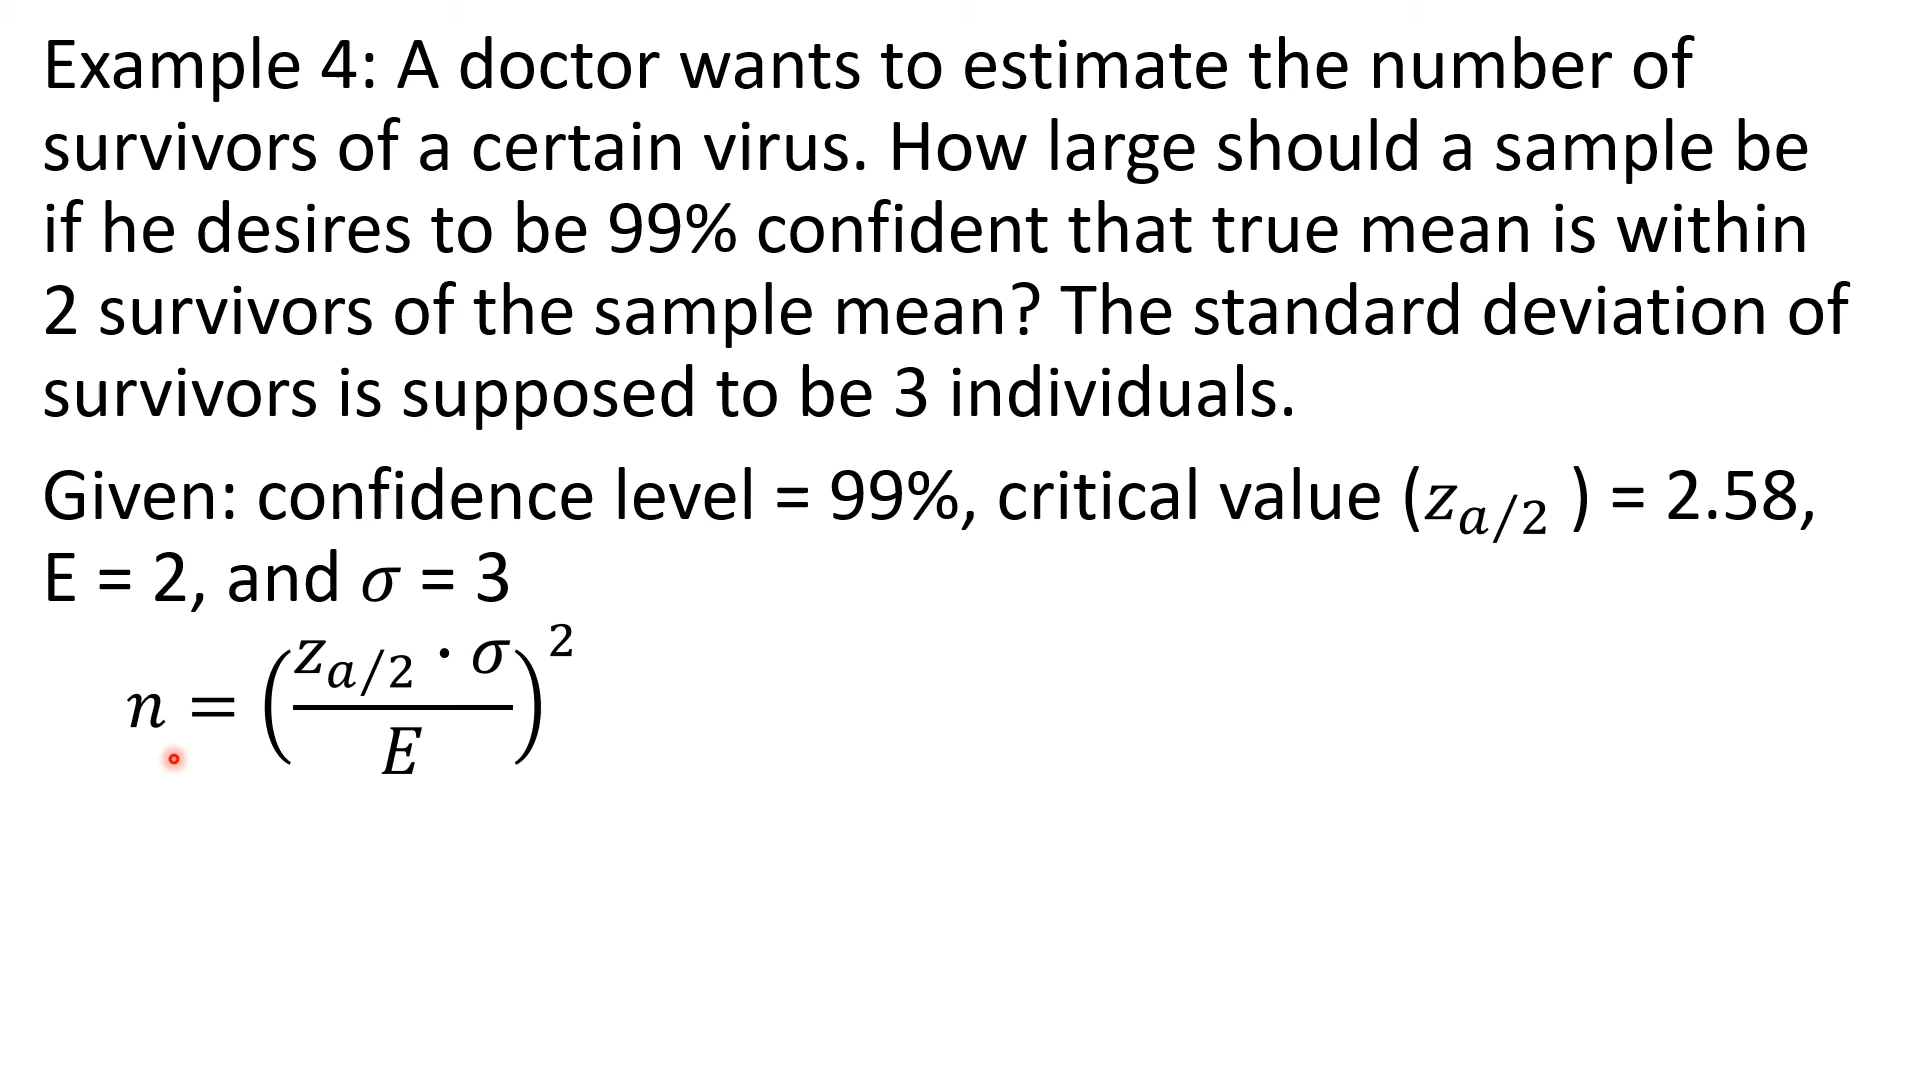 Example 4: A doctor wants to estimate the number of
survivors of a certain virus. How large should a sample be
if he desires to be 99% confident that true mean is within
2 survivors of the sample mean? The standard deviation of
survivors is supposed to be 3 individuals.
Given: confidence level = 99%, critical value (𝑧𝑎/2 ) = 2.58,
E = 2, and 𝜎 = 3
𝑛 = (𝑧𝑎/2 · 𝜎 / 𝐸)²